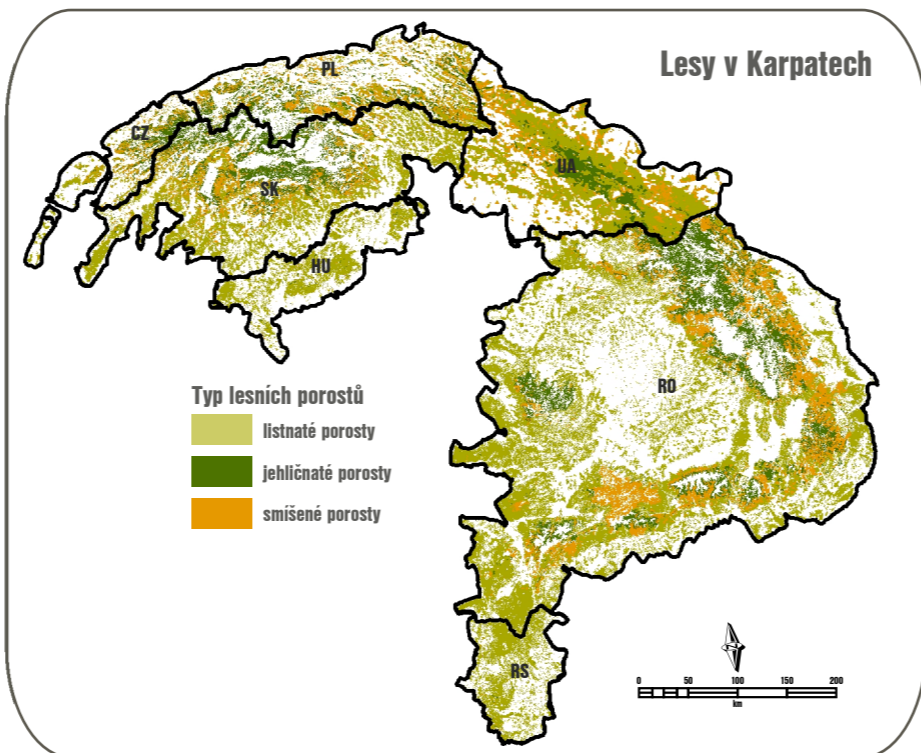 Lesy v Karpatech
PL
CZ
UA
SK
HU
RO
Typ lesních porostů
listnaté porosty
jehličnaté porosty
smíšené porosty
RS
0 50 100 150 200
km